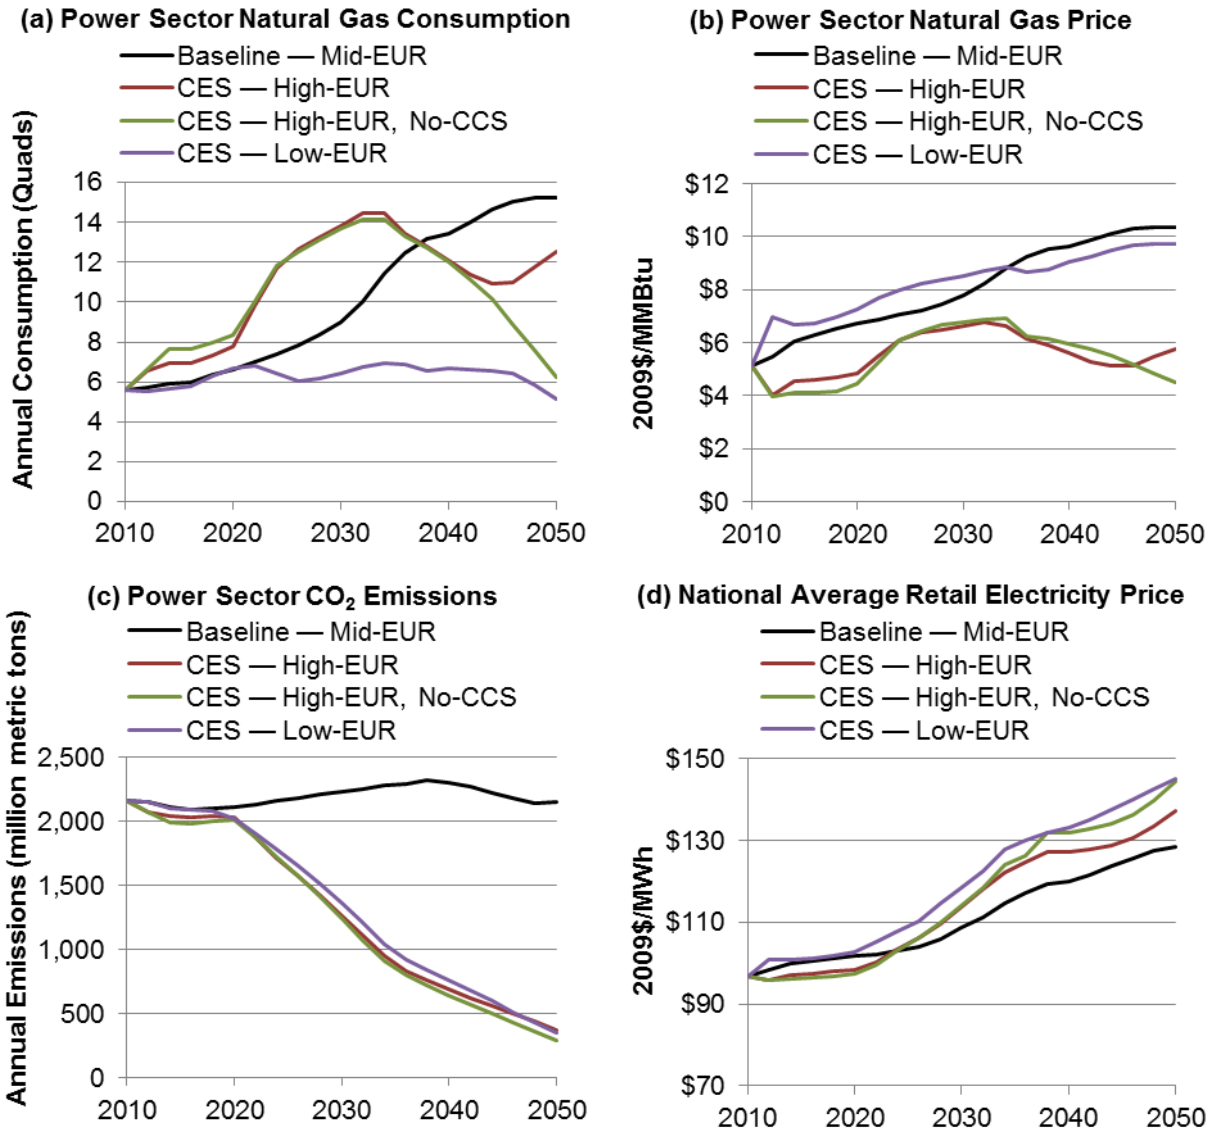 (a) Power Sector Natural Gas Consumption
Baseline — Mid-EUR
CES — High-EUR
CES — High-EUR, No-CCS
CES — Low-EUR
Annual Consumption (Quads)
16
14
12
10
8
6
4
2
0
2010 2020 2030 2040 2050
(b) Power Sector Natural Gas Price
Baseline — Mid-EUR
CES — High-EUR
CES — High-EUR, No-CCS
CES — Low-EUR
2009$/MMBtu
$12
$10
$8
$6
$4
$2
$0
2010 2020 2030 2040 2050
(c) Power Sector CO₂ Emissions
Baseline — Mid-EUR
CES — High-EUR
CES — High-EUR, No-CCS
CES — Low-EUR
Annual Emissions (million metric tons)
2,500
2,000
1,500
1,000
500
0
2010 2020 2030 2040 2050
(d) National Average Retail Electricity Price
Baseline — Mid-EUR
CES — High-EUR
CES — High-EUR, No-CCS
CES — Low-EUR
2009$/MWh
$150
$130
$110
$90
$70
2010 2020 2030 2040 2050